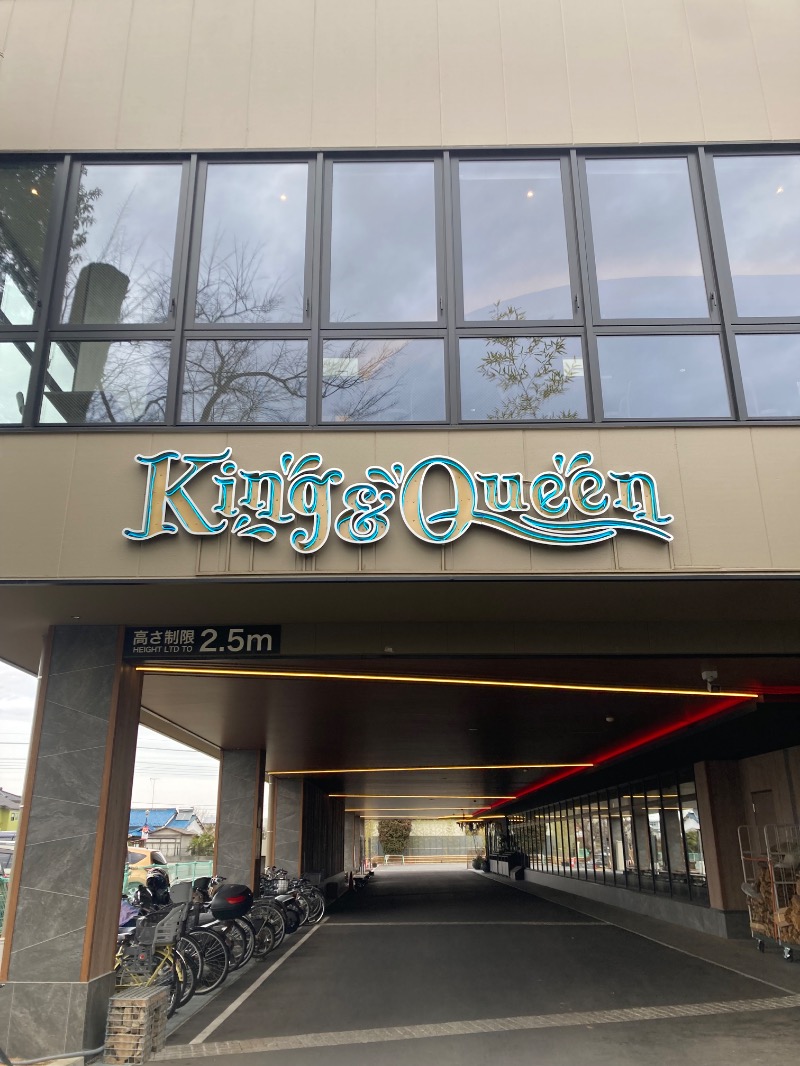 King & Queen
高さ制限 2.5m
HEIGHT LTD TO